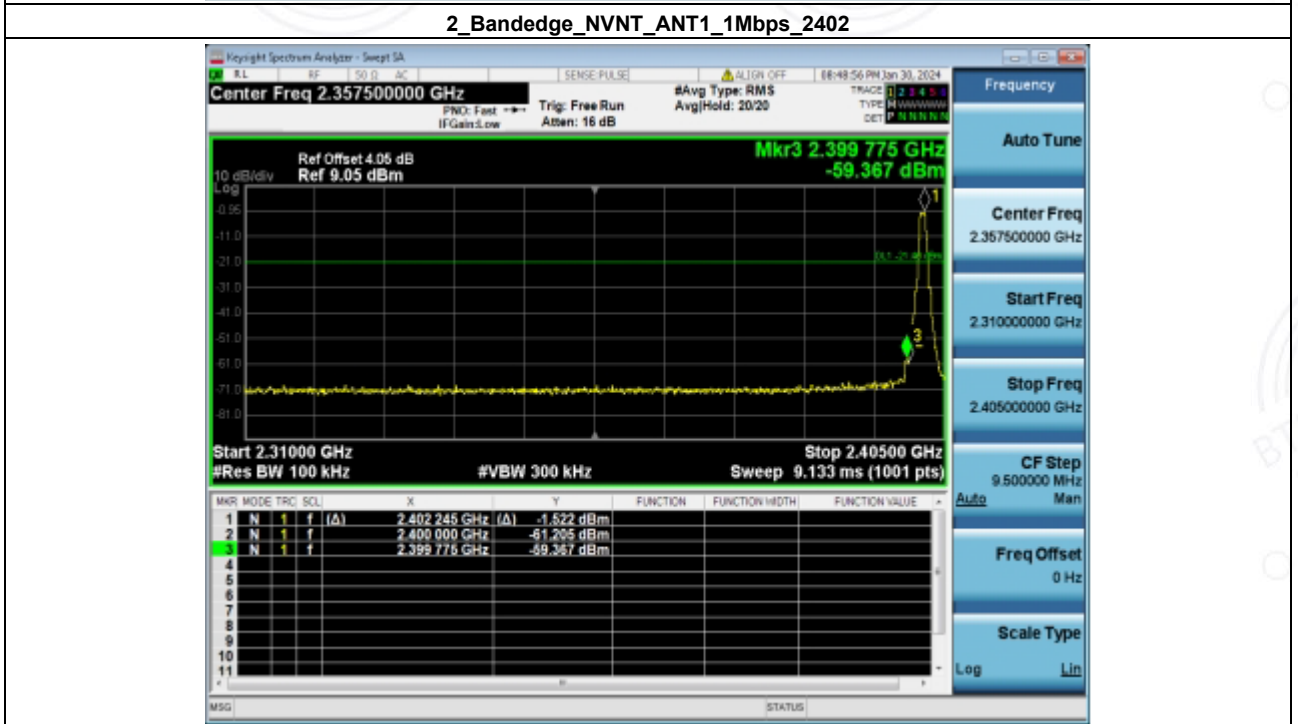 2_Bandedge_NVNT_ANT1_1Mbps_2402
Keysight Spectrum Analyzer - Swept SA
RL RF 50 Ω AC SENSE:PULSE ALIGN OFF 08:48:56 PM Jan 30, 2024
Center Freq 2.357500000 GHz
PNO: Fast
IFGain:Low
Trig: Free Run
Atten: 16 dB
#Avg Type: RMS
Avg|Hold: 20/20
TRACE 1 2 3 4 5 6
TYPE M W W W W W
DET P N N N N N
Frequency
Auto Tune
Center Freq
2.357500000 GHz
Start Freq
2.310000000 GHz
Stop Freq
2.405000000 GHz
CF Step
9.500000 MHz
Auto Man
Freq Offset
0 Hz
Scale Type
Log Lin
Mkr3 2.399 775 GHz
-59.367 dBm
Ref Offset 4.05 dB
10 dB/div Ref 9.05 dBm
Log
-0.95
-11.0
-21.0
-31.0
-41.0
-51.0
-61.0
-71.0
-81.0
1
3
Start 2.31000 GHz Stop 2.40500 GHz
#Res BW 100 kHz #VBW 300 kHz Sweep 9.133 ms (1001 pts)
MKR MODE TRC SCL X Y FUNCTION FUNCTION WIDTH FUNCTION VALUE
1 N 1 f (Δ) 2.402 245 GHz (Δ) -1.522 dBm
2 N 1 f 2.400 000 GHz -61.205 dBm
3 N 1 f 2.399 775 GHz -59.367 dBm
4
5
6
7
8
9
10
11
MSG STATUS